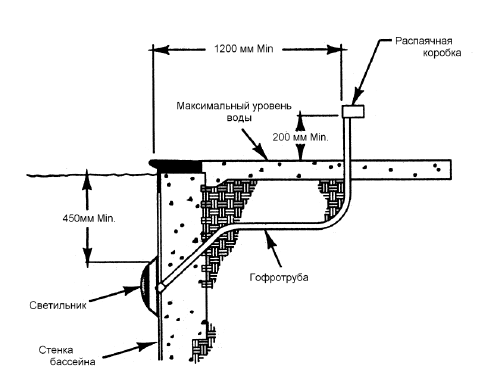 1200 мм Min
Распаячная
коробка
Максимальный уровень
воды
200 мм Min.
450мм Min.
Гофротруба
Светильник
Стенка
бассейна